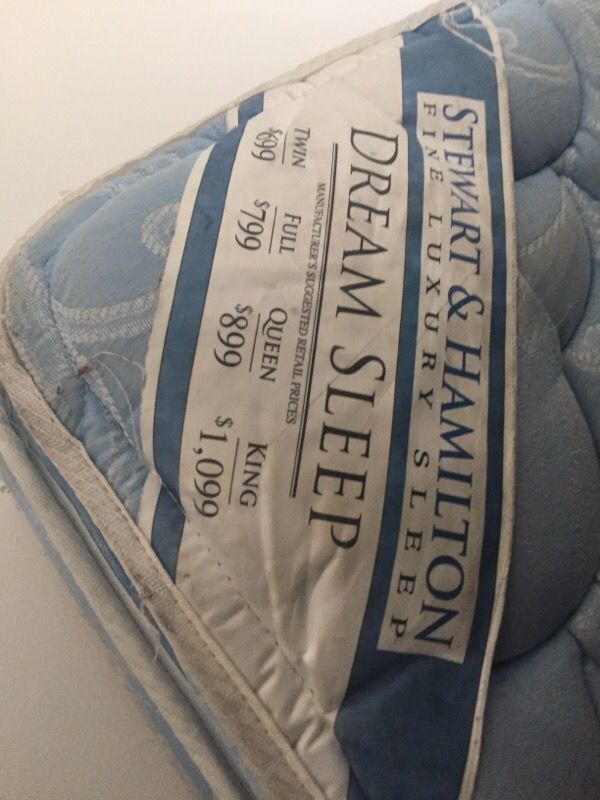 STEWART & HAMILTON
FINE LUXURY SLEEP
DREAM SLEEP
MANUFACTURER'S SUGGESTED RETAIL PRICES
TWIN FULL QUEEN KING
$699 $799 $899 $1,099